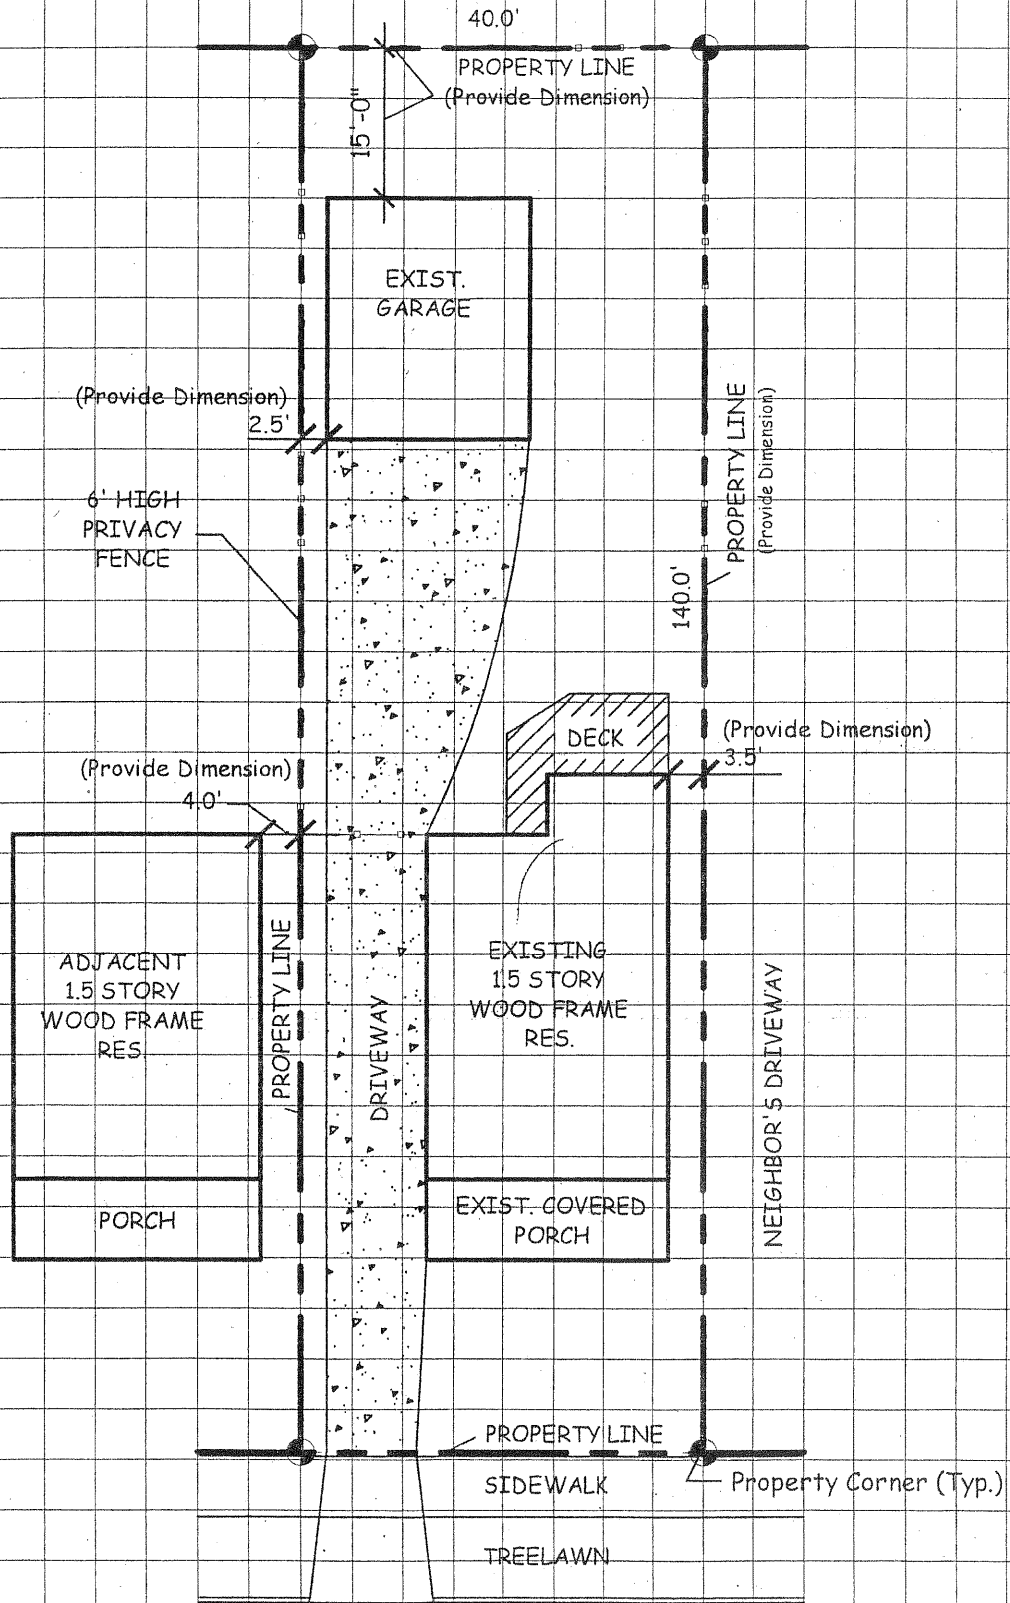 40.0'
PROPERTY LINE
(Provide Dimension)
15'-0"
EXIST.
GARAGE
(Provide Dimension)
2.5'
PROPERTY LINE
(Provide Dimension)
6' HIGH
PRIVACY
FENCE
140.0'
DECK
(Provide Dimension)
3.5'
(Provide Dimension)
4.0'
PROPERTY LINE
ADJACENT
1.5 STORY
WOOD FRAME
RES.
DRIVEWAY
EXISTING
1.5 STORY
WOOD FRAME
RES.
NEIGHBOR'S DRIVEWAY
PORCH
EXIST. COVERED
PORCH
PROPERTY LINE
SIDEWALK
Property Corner (Typ.)
TREELAWN